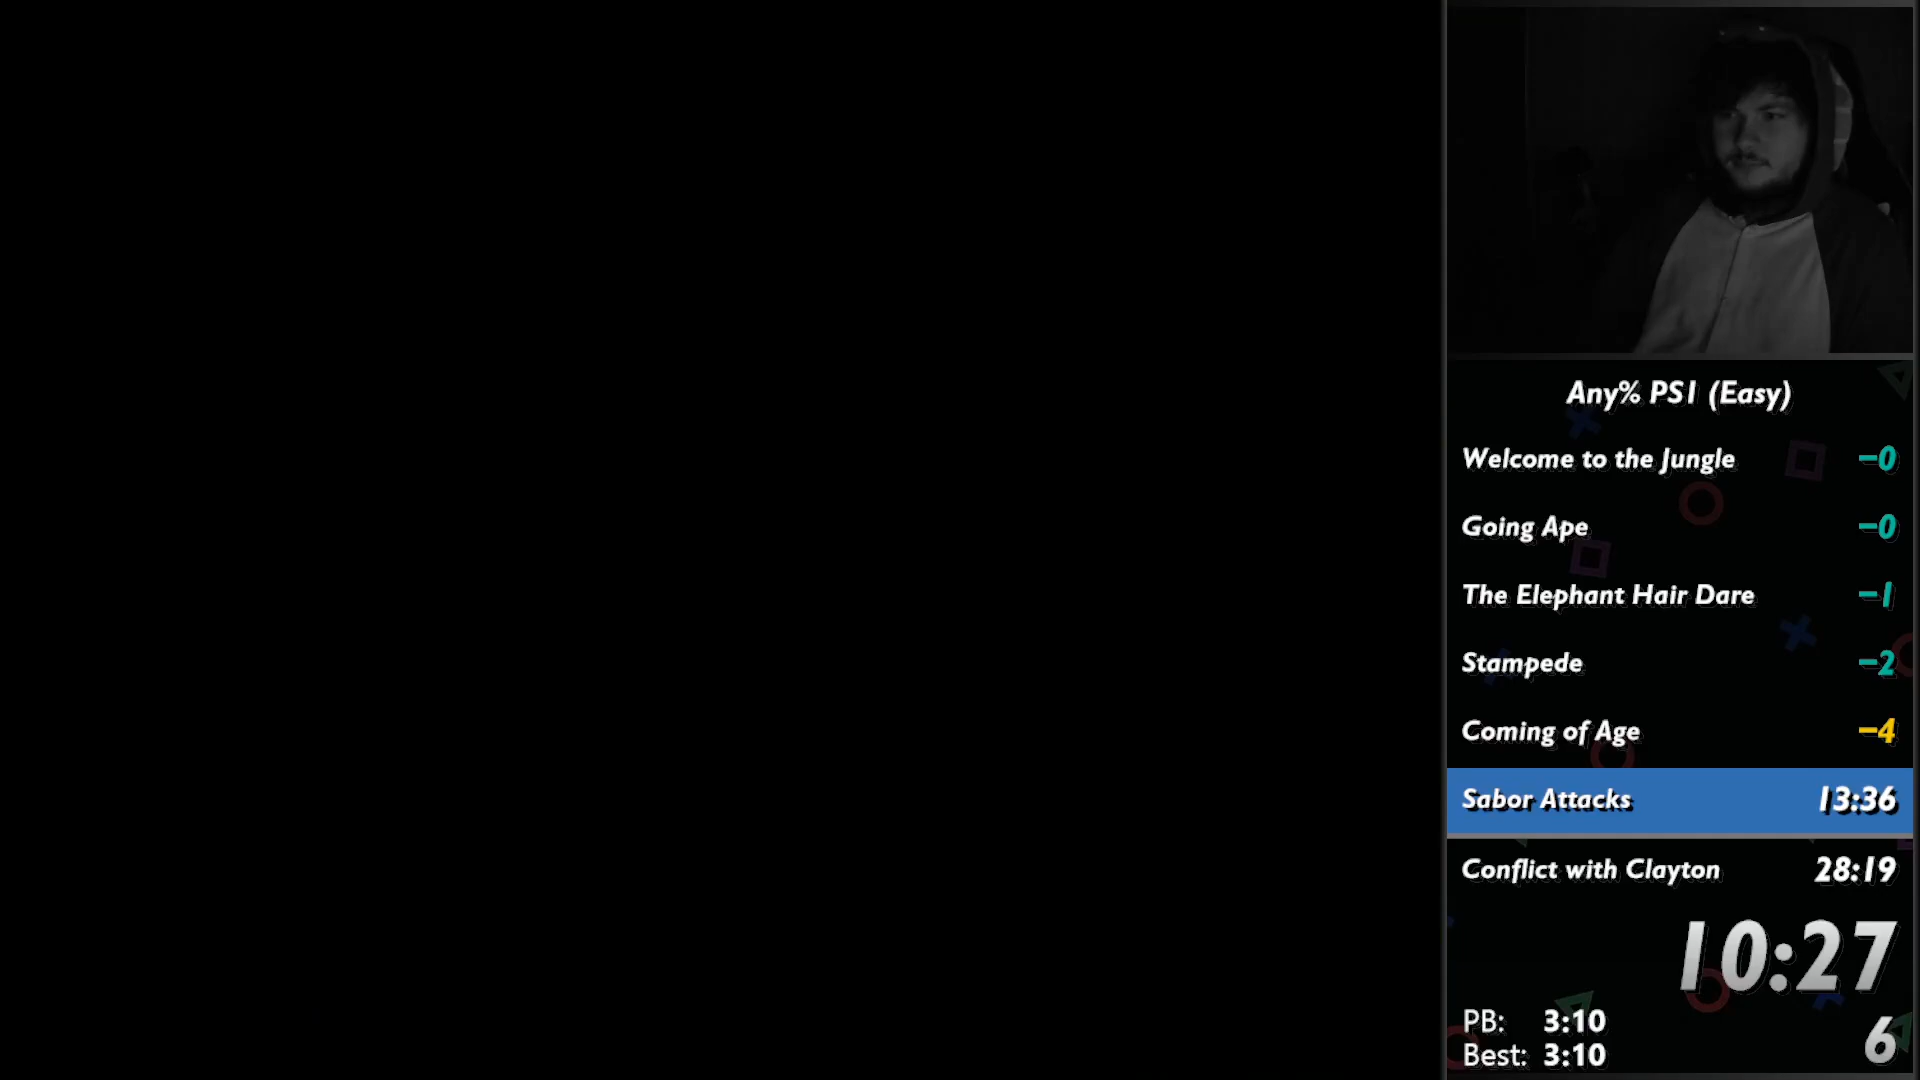 Any% PS1 (Easy)
Welcome to the Jungle −0
Going Ape −0
The Elephant Hair Dare −1
Stampede −2
Coming of Age −4
Sabor Attacks 13:36
Conflict with Clayton 28:19
10:27
PB: 3:10
Best: 3:10
6